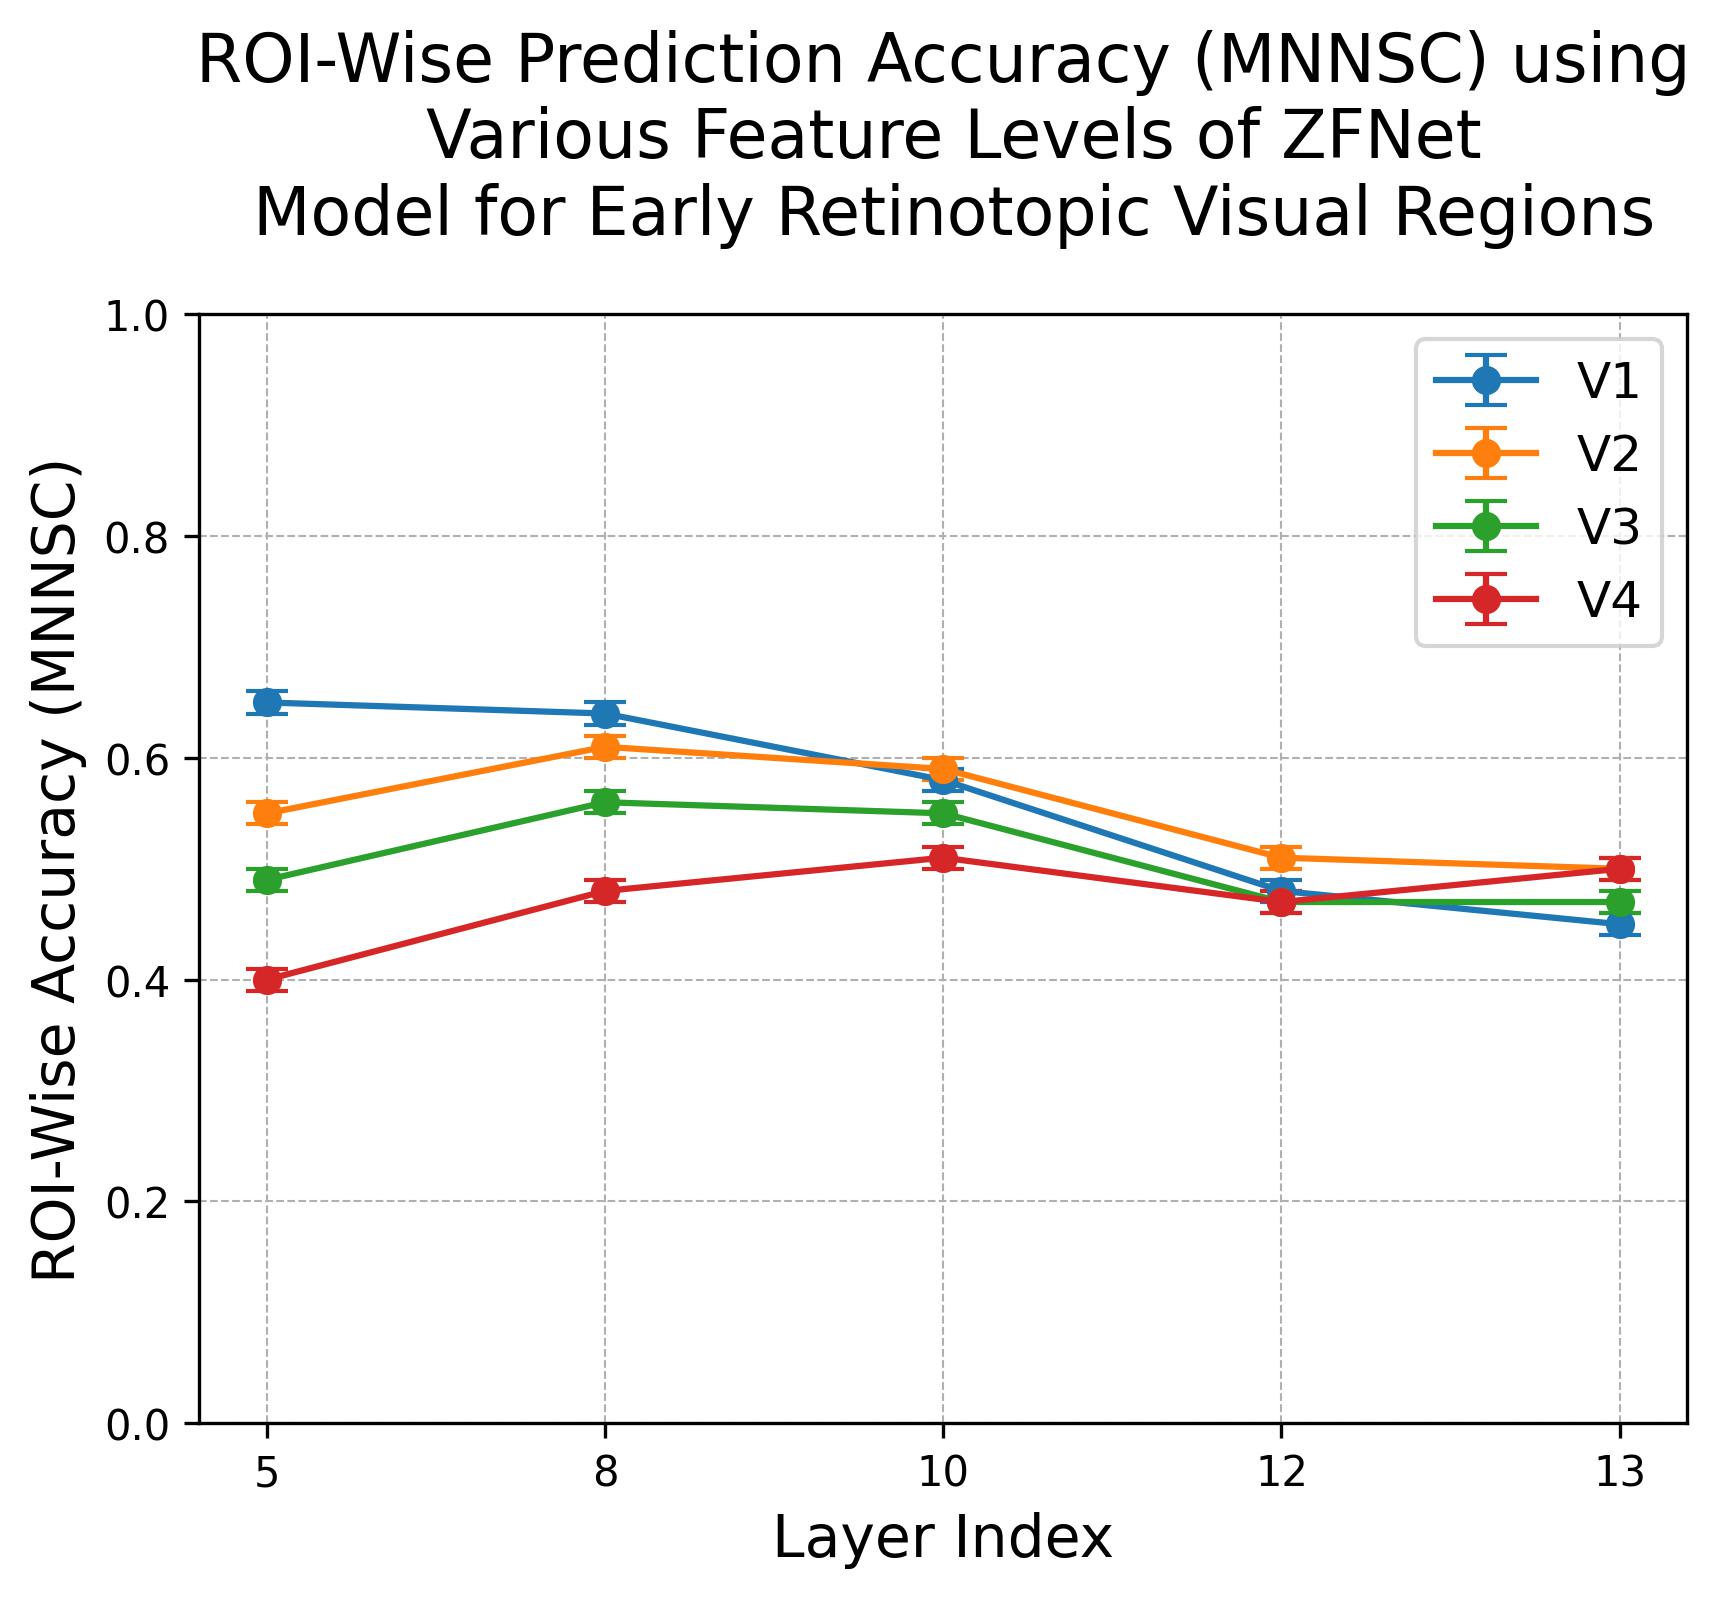 ROI-Wise Prediction Accuracy (MNNSC) using
Various Feature Levels of ZFNet
Model for Early Retinotopic Visual Regions
ROI-Wise Accuracy (MNNSC)
1.0
0.8
0.6
0.4
0.2
0.0
V1
V2
V3
V4
5 8 10 12 13
Layer Index